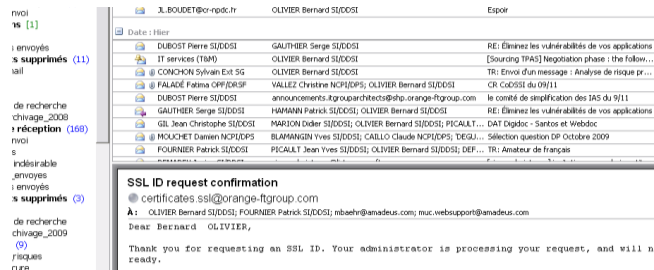 nvoi
ns [1]
envoyés
s supprimés (11)
ail
de recherche
chivage_2008
réception (168)
nvoi
s
indésirable
_envoyes
envoyés
s supprimés (3)
de recherche
chivage_2009
(9)
risques
JL.BOUDET@cr-npdc.fr OLIVIER Bernard SI/DDSI Espoir
Date : Hier
DUBOST Pierre SI/DDSI GAUTHIER Serge SI/DDSI RE: Éliminez les vulnérabilités de vos applications
IT services (T&M) OLIVIER Bernard SI/DDSI [Sourcing TPAS] Negotiation phase : the follow...
CONCHON Sylvain Ext SG OLIVIER Bernard SI/DDSI TR: Envoi d'un message : Analyse de risque pr...
FALADÉ Fatima OPF/DRSF VALLEZ Christine NCPI/DPS; OLIVIER Bernard SI/DDSI CR CoDSSI du 09/11
DUBOST Pierre SI/DDSI announcements.itgrouparchitects@shp.orange-ftgroup.com le comité de simplification des IAS du 9/11
GAUTHIER Serge SI/DDSI HAMANN Patrick SI/DDSI; OLIVIER Bernard SI/DDSI RE: Éliminez les vulnérabilités de vos applications
GIL Jean Christophe SI/DDSI MARION Didier SI/DDSI; OLIVIER Bernard SI/DDSI; PICAULT... DAT Digidoc - Santos et Webdoc
MOUCHET Damien NCPI/DPS BLAMANGIN Yves SI/DDSI; CAILLO Claude NCPI/DPS; 'DEGU... Sélection question DP Octobre 2009
FOURNIER Patrick SI/DDSI PICAULT Jean Yves SI/DDSI; OLIVIER Bernard SI/DDSI; DEF... TR: Amateur de français
SSL ID request confirmation
certificates.ssl@orange-ftgroup.com
À : OLIVIER Bernard SI/DDSI; FOURNIER Patrick SI/DDSI; mbaehr@amadeus.com; muc.websupport@amadeus.com
Dear Bernard OLIVIER,
Thank you for requesting an SSL ID. Your administrator is processing your request, and will n
ready.